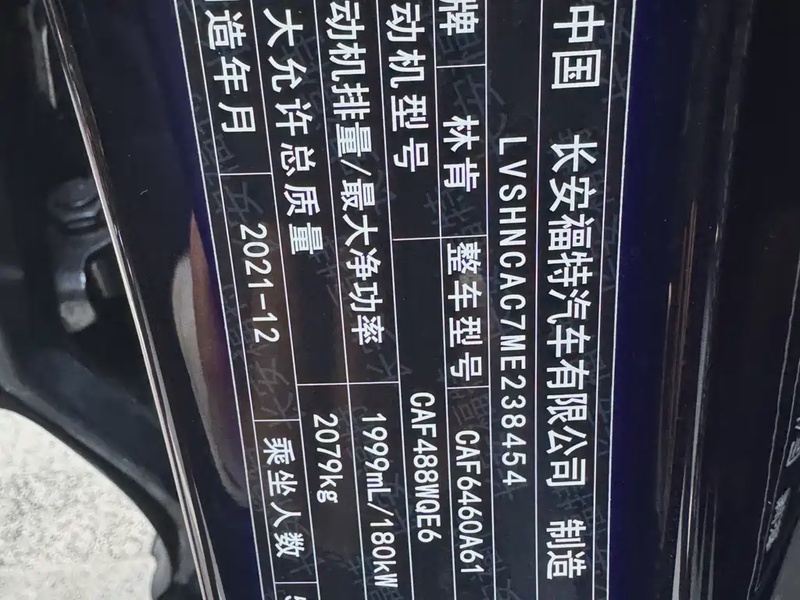 中国 长安福特汽车有限公司 制造
LVSHNCAC7ME238454
牌 林肯 整车型号 CAF6460A61
动机型号 CAF488WQE6
动机排量/最大净功率 1999mL/180kW
大允许总质量 2079kg
造年月 2021-12 乘坐人数